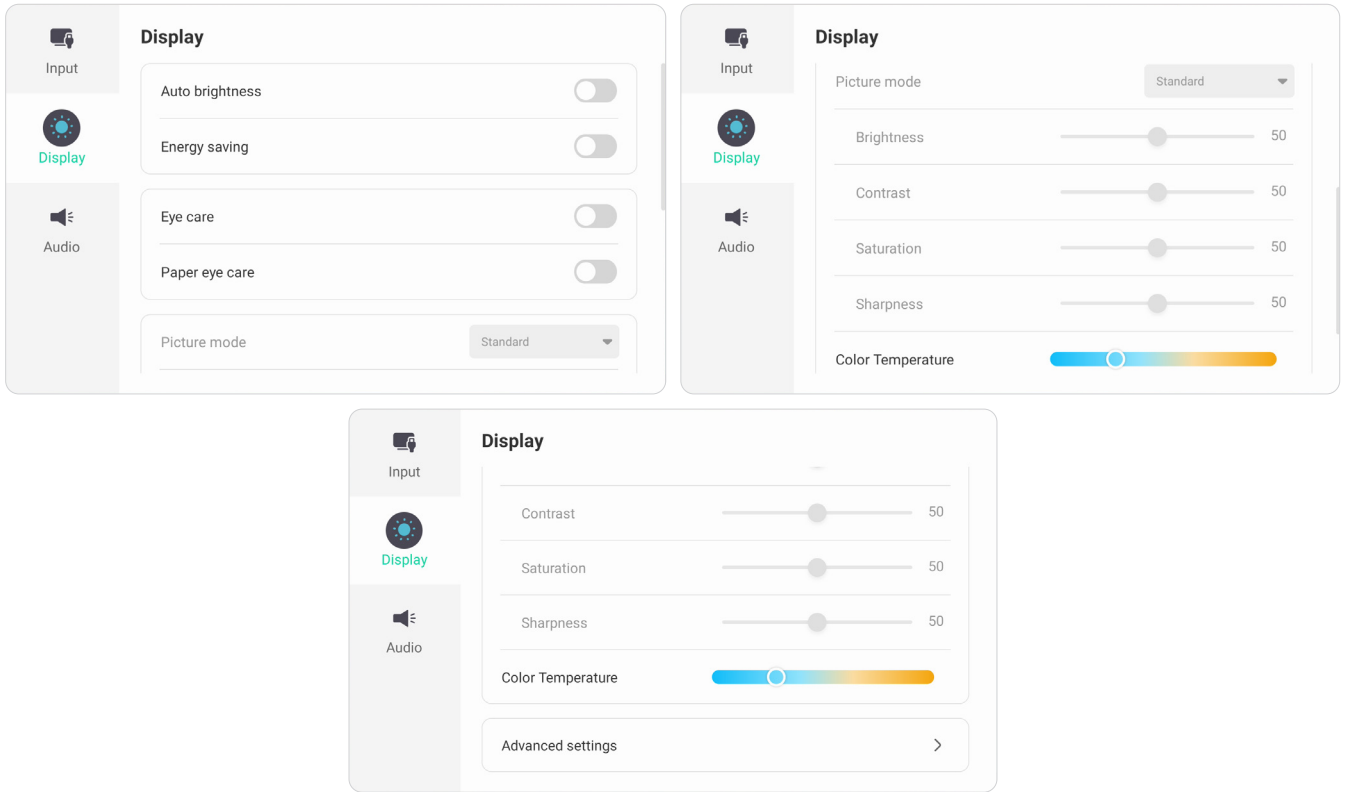 Input
Display
Audio
Display
Auto brightness
Energy saving
Eye care
Paper eye care
Picture mode Standard
Input
Display
Audio
Display
Picture mode Standard
Brightness 50
Contrast 50
Saturation 50
Sharpness 50
Color Temperature
Input
Display
Audio
Display
Contrast 50
Saturation 50
Sharpness 50
Color Temperature
Advanced settings